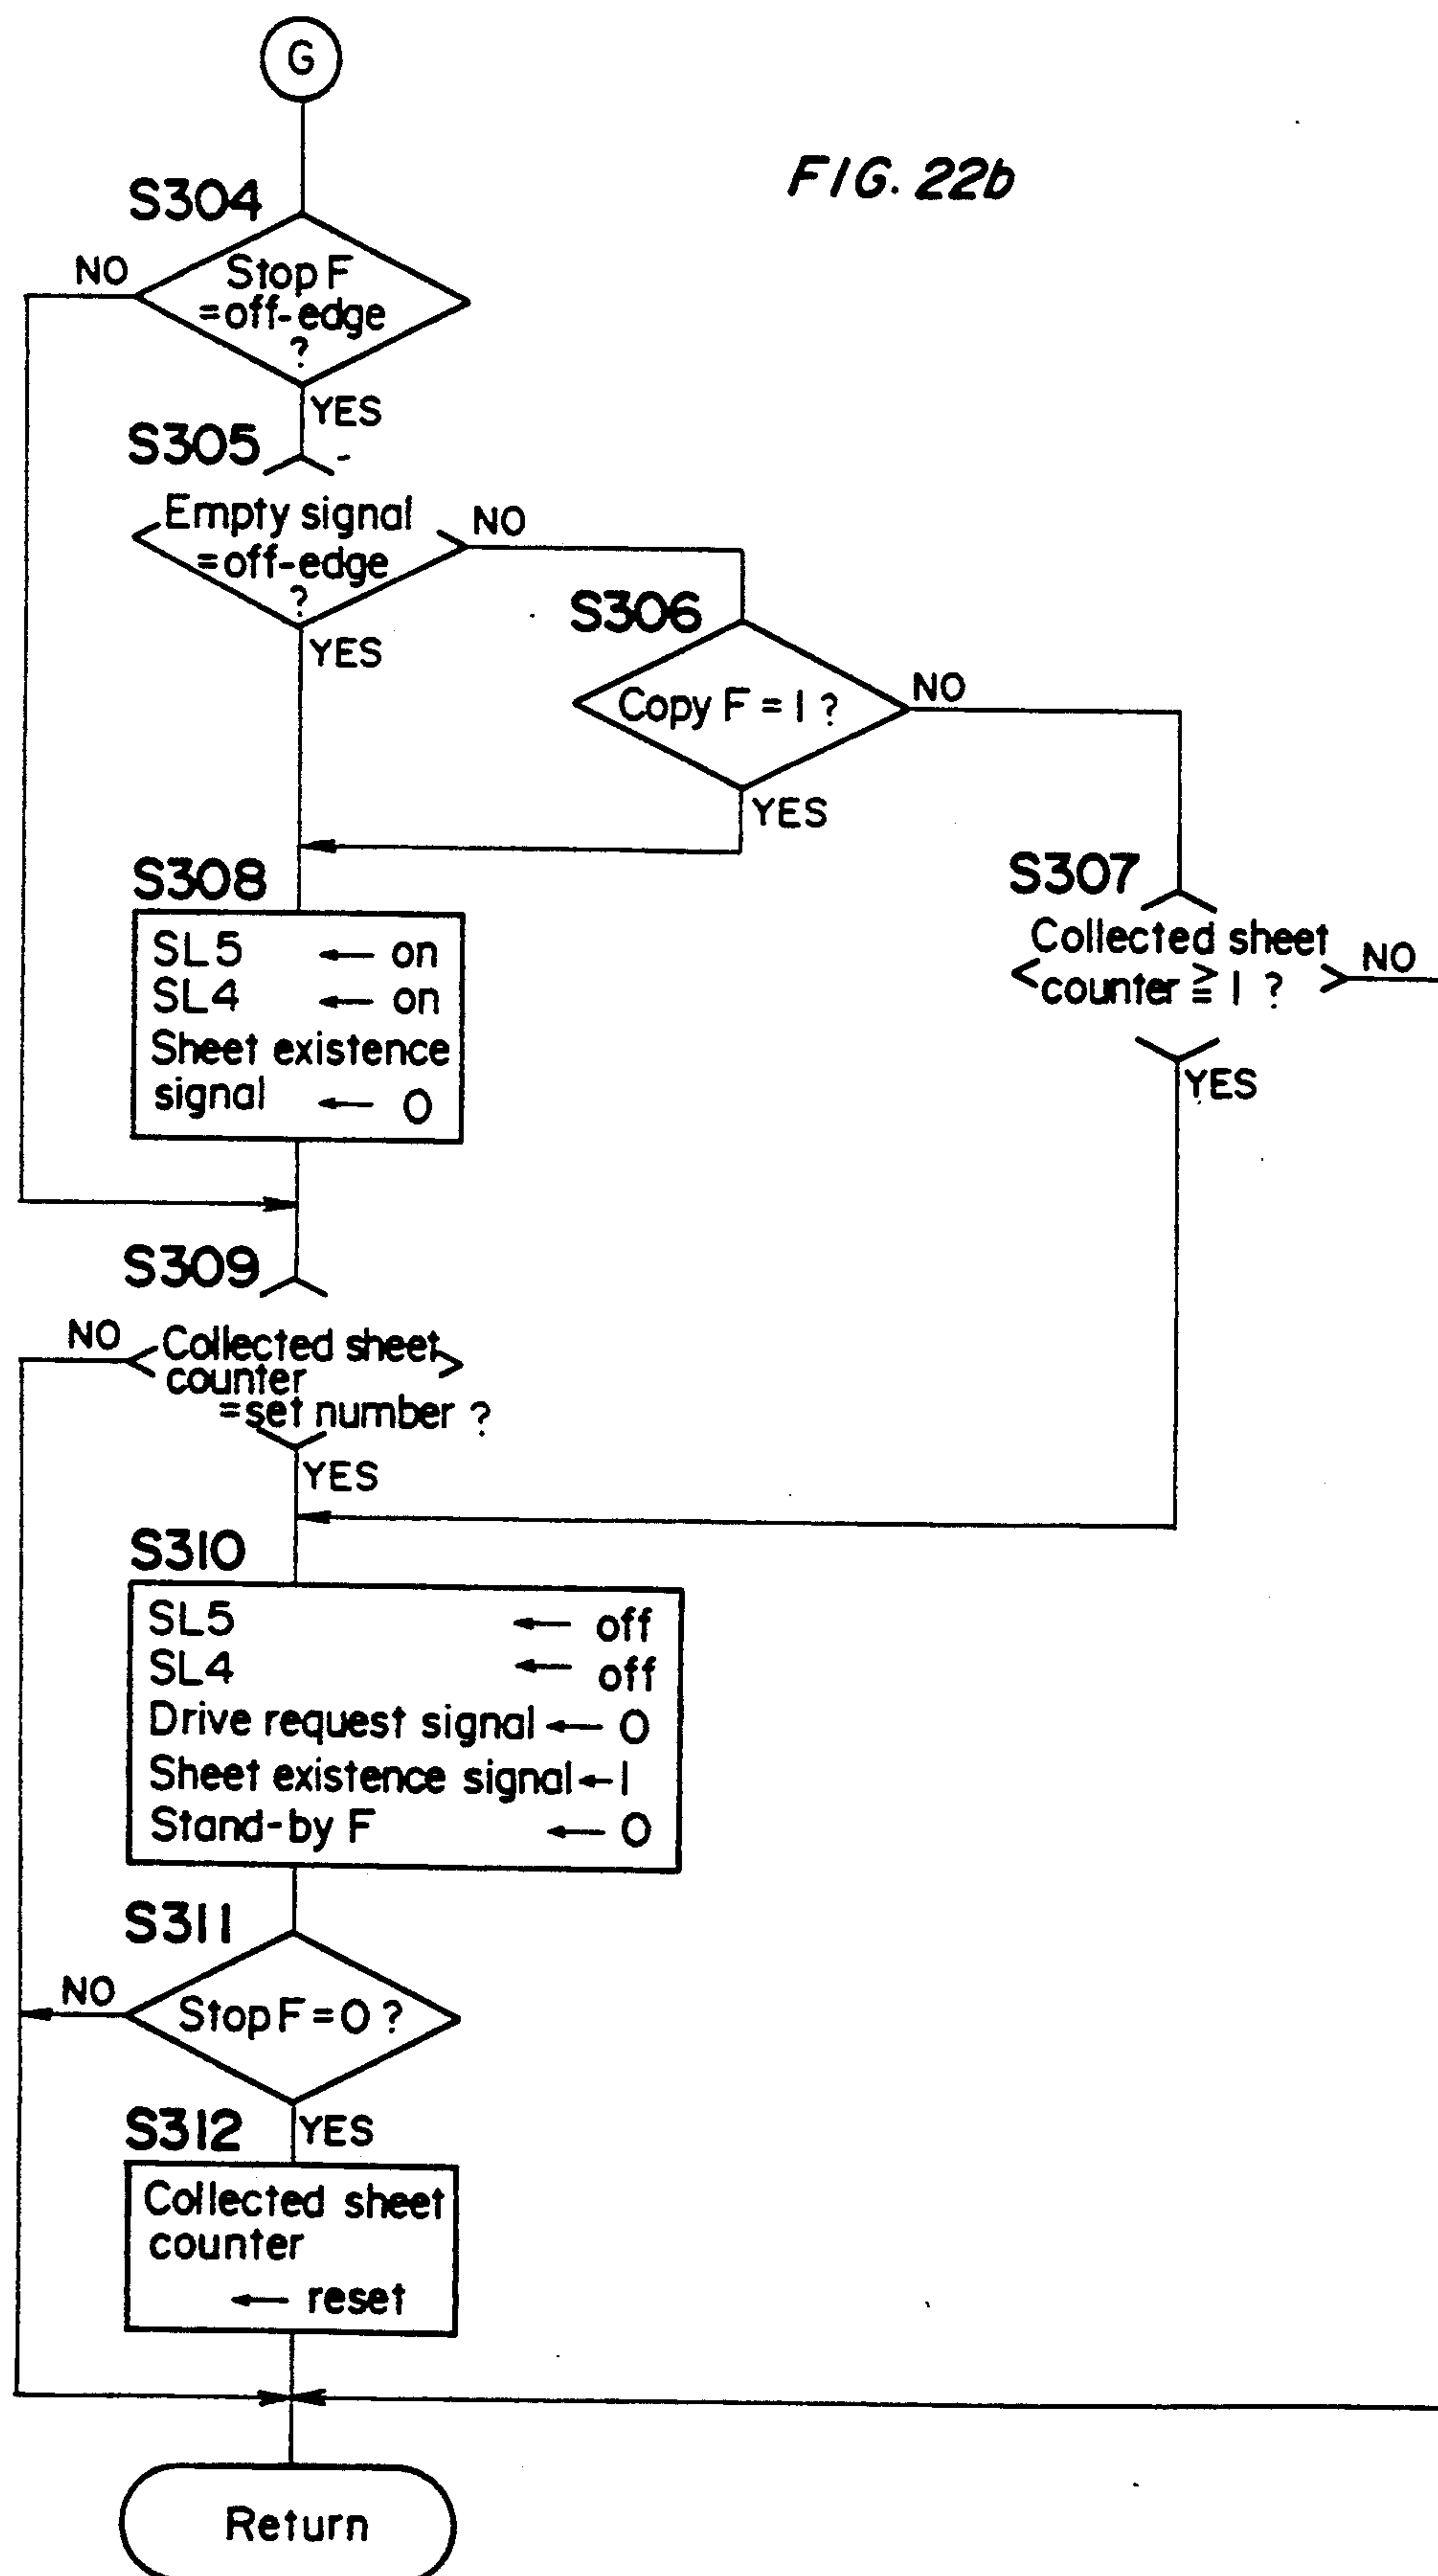 G
FIG. 22b
S304
NO
Stop F
=off-edge
?
YES
S305
Empty signal
=off-edge
?
NO
YES
S306
Copy F = 1 ?
NO
YES
S307
Collected sheet
counter ≧ 1 ?
NO
YES
S308
SL5 ← on
SL4 ← on
Sheet existence
signal ← 0
S309
NO
Collected sheet
counter
=set number ?
YES
S310
SL5 ← off
SL4 ← off
Drive request signal ← 0
Sheet existence signal ← 1
Stand-by F ← 0
S311
NO
Stop F = 0 ?
YES
S312
Collected sheet
counter
← reset
Return